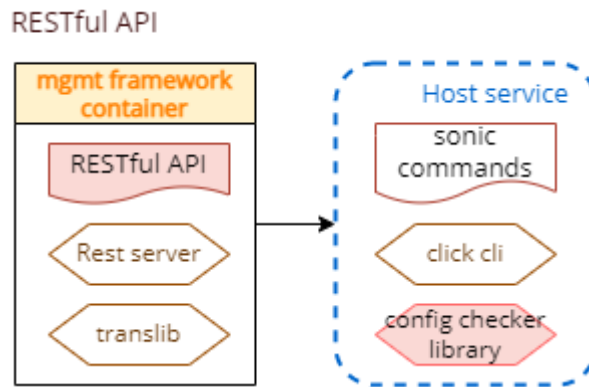 RESTful API
mgmt framework
container
RESTful API
Rest server
translib
Host service
sonic
commands
click cli
config checker
library